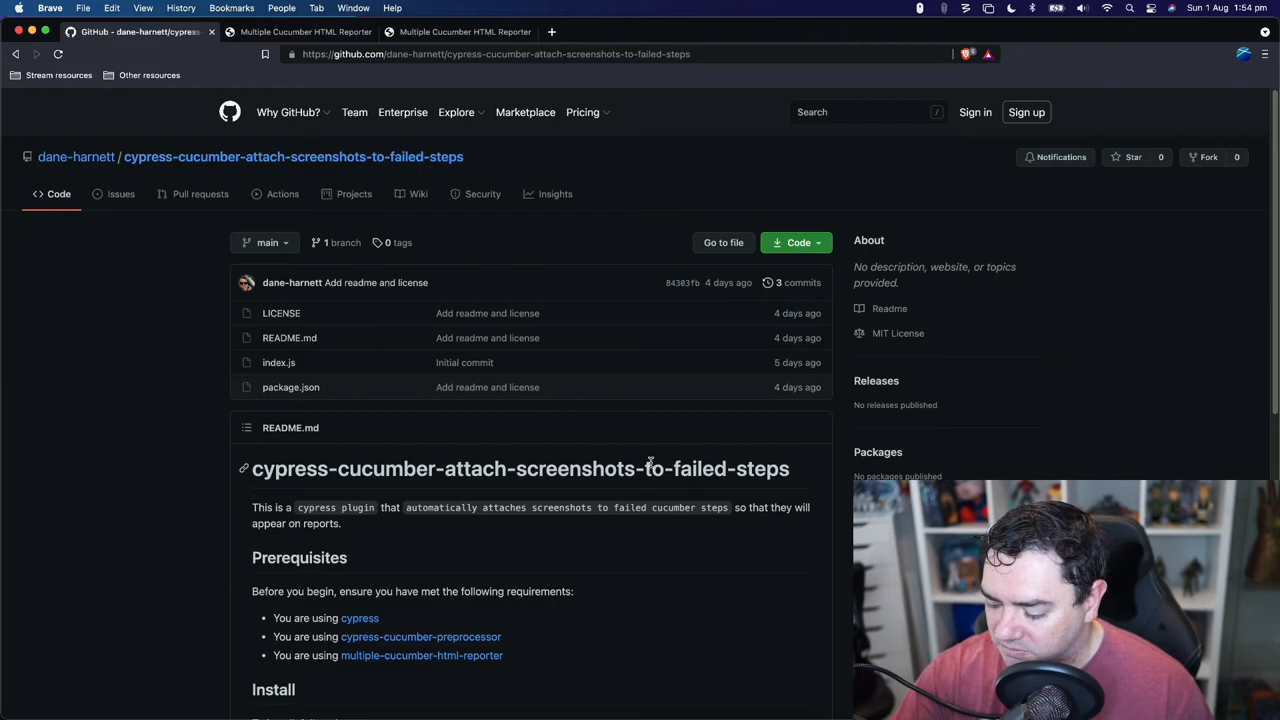 Brave File Edit View History Bookmarks People Tab Window Help Sun 1 Aug 1:54 pm
GitHub - dane-harnett/cypress Multiple Cucumber HTML Reporter Multiple Cucumber HTML Reporter
https://github.com/dane-harnett/cypress-cucumber-attach-screenshots-to-failed-steps
Stream resources Other resources
Why GitHub? Team Enterprise Explore Marketplace Pricing Search / Sign in Sign up
dane-harnett / cypress-cucumber-attach-screenshots-to-failed-steps Notifications Star 0 Fork 0
Code Issues Pull requests Actions Projects Wiki Security Insights
main 1 branch 0 tags Go to file Code
dane-harnett Add readme and license 84303fb 4 days ago 3 commits
LICENSE Add readme and license 4 days ago
README.md Add readme and license 4 days ago
index.js Initial commit 5 days ago
package.json Add readme and license 4 days ago
About
No description, website, or topics
provided.
Readme
MIT License
Releases
No releases published
Packages
No packages published
README.md
cypress-cucumber-attach-screenshots-to-failed-steps
This is a cypress plugin that automatically attaches screenshots to failed cucumber steps so that they will
appear on reports.
Prerequisites
Before you begin, ensure you have met the following requirements:
• You are using cypress
• You are using cypress-cucumber-preprocessor
• You are using multiple-cucumber-html-reporter
Install